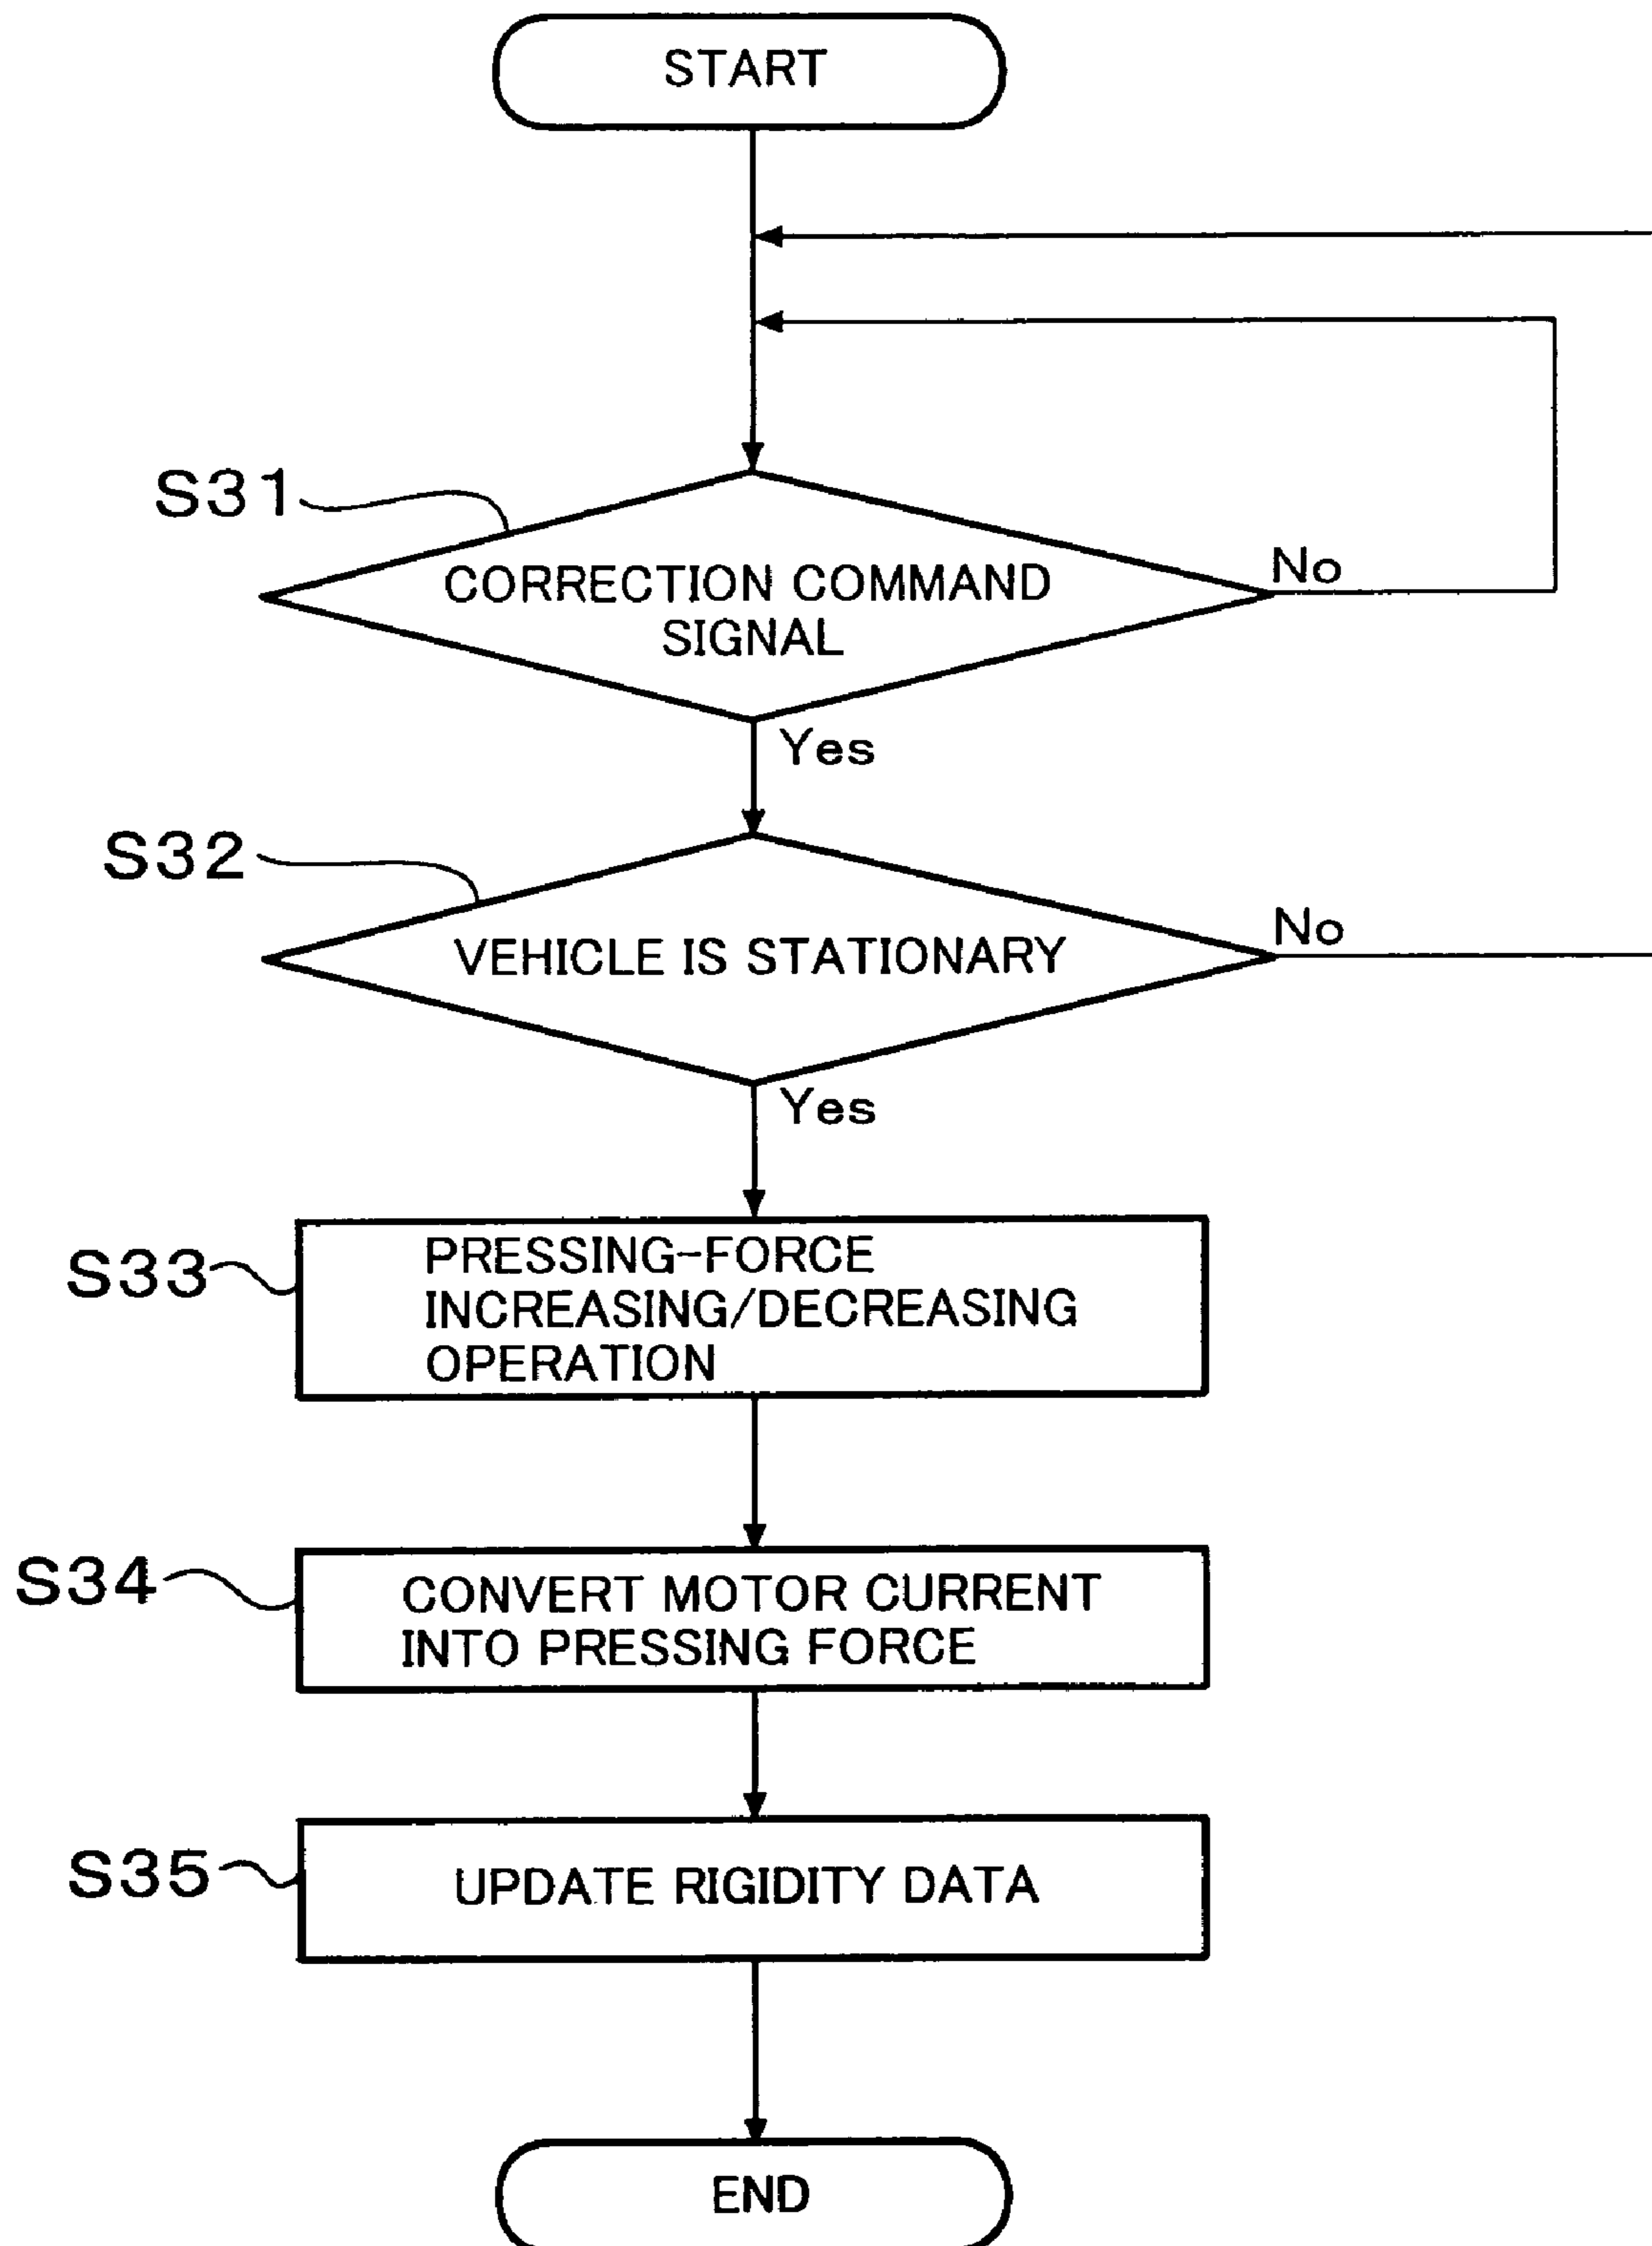 START
S31
CORRECTION COMMAND
SIGNAL
No
Yes
S32
VEHICLE IS STATIONARY
No
Yes
S33
PRESSING-FORCE
INCREASING/DECREASING
OPERATION
S34
CONVERT MOTOR CURRENT
INTO PRESSING FORCE
S35
UPDATE RIGIDITY DATA
END